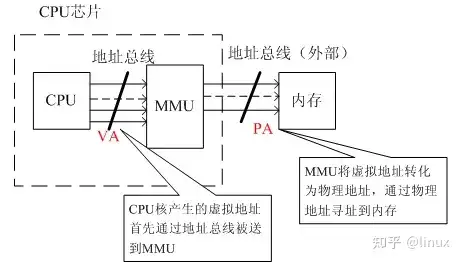 CPU芯片
地址总线
地址总线（外部）
CPU
MMU
内存
VA
PA
CPU核产生的虚拟地址
首先通过地址总线被送
到MMU
MMU将虚拟地址转化
为物理地址，通过物理
地址寻址到内存
知乎 @linux